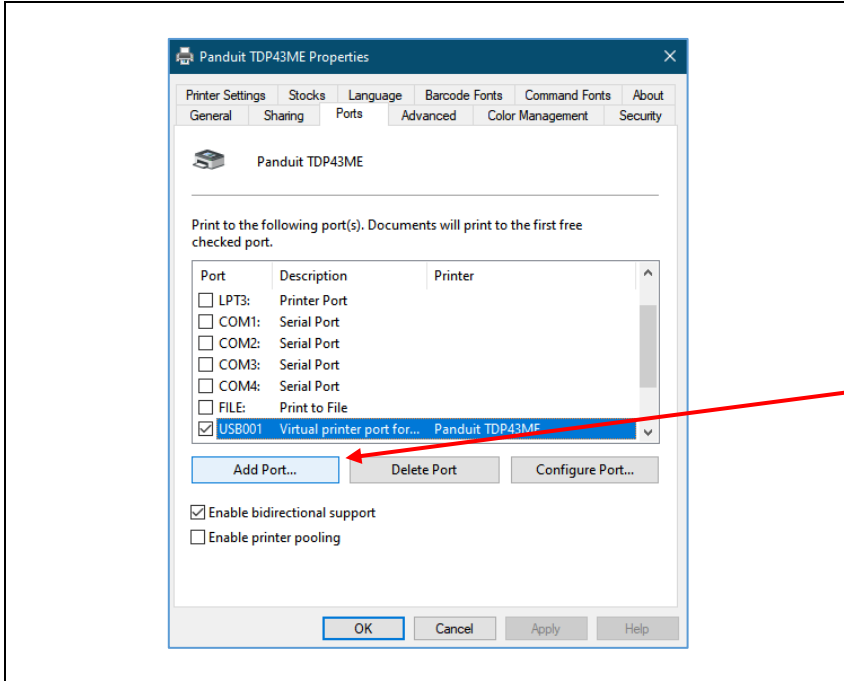 Panduit TDP43ME Properties
Printer Settings Stocks Language Barcode Fonts Command Fonts About
General Sharing Ports Advanced Color Management Security
Panduit TDP43ME
Print to the following port(s). Documents will print to the first free
checked port.
Port Description Printer
LPT3: Printer Port
COM1: Serial Port
COM2: Serial Port
COM3: Serial Port
COM4: Serial Port
FILE: Print to File
USB001 Virtual printer port for... Panduit TDP43ME
Add Port... Delete Port Configure Port...
Enable bidirectional support
Enable printer pooling
OK Cancel Apply Help